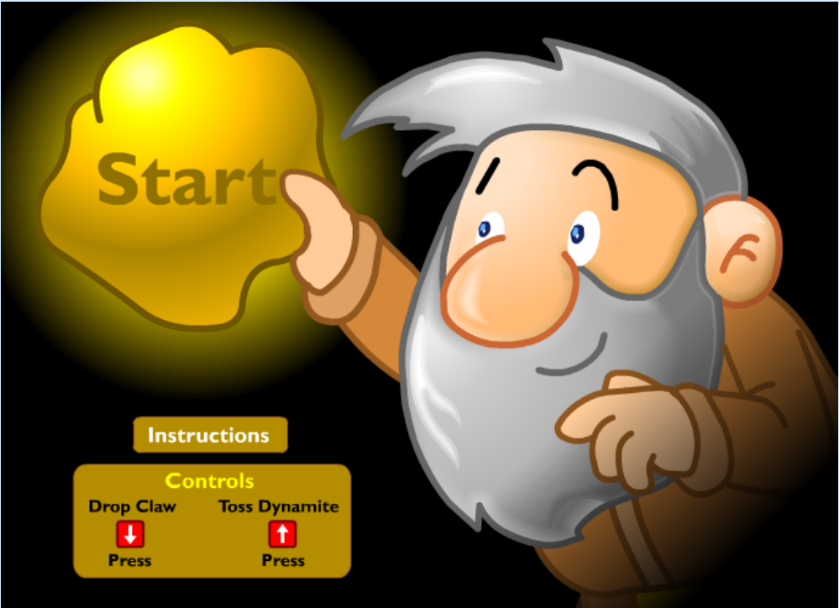 Start
Instructions
Controls
Drop Claw Toss Dynamite
↓ ↑
Press Press